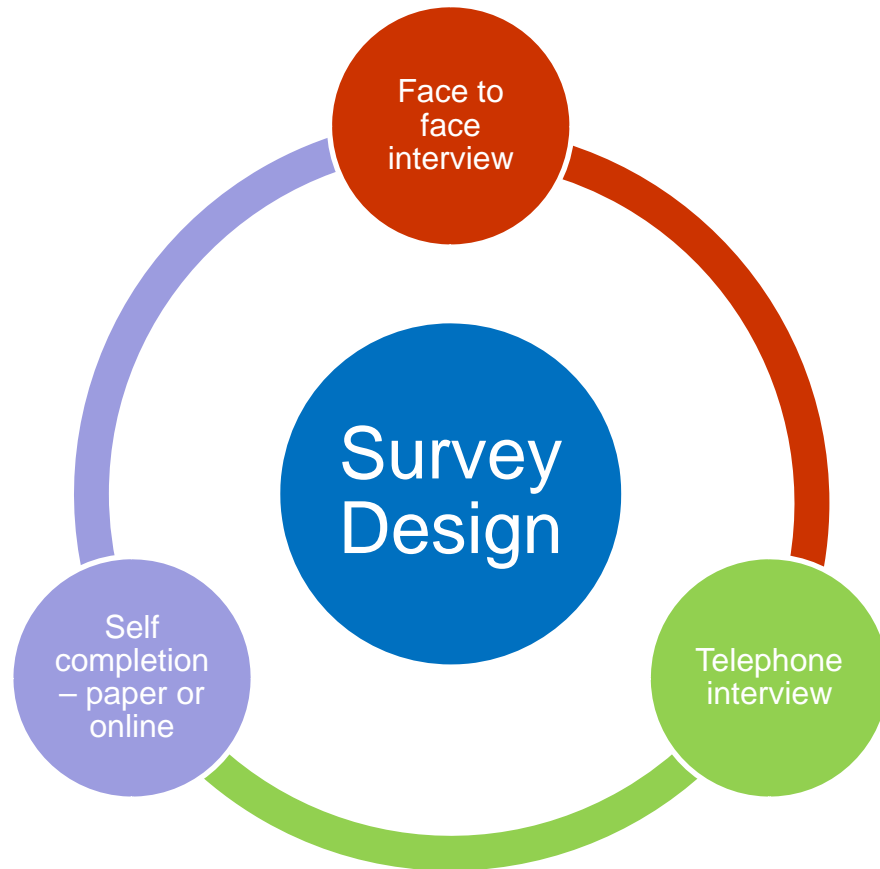 Face to
face
interview
Survey
Design
Self
completion
– paper or
online
Telephone
interview